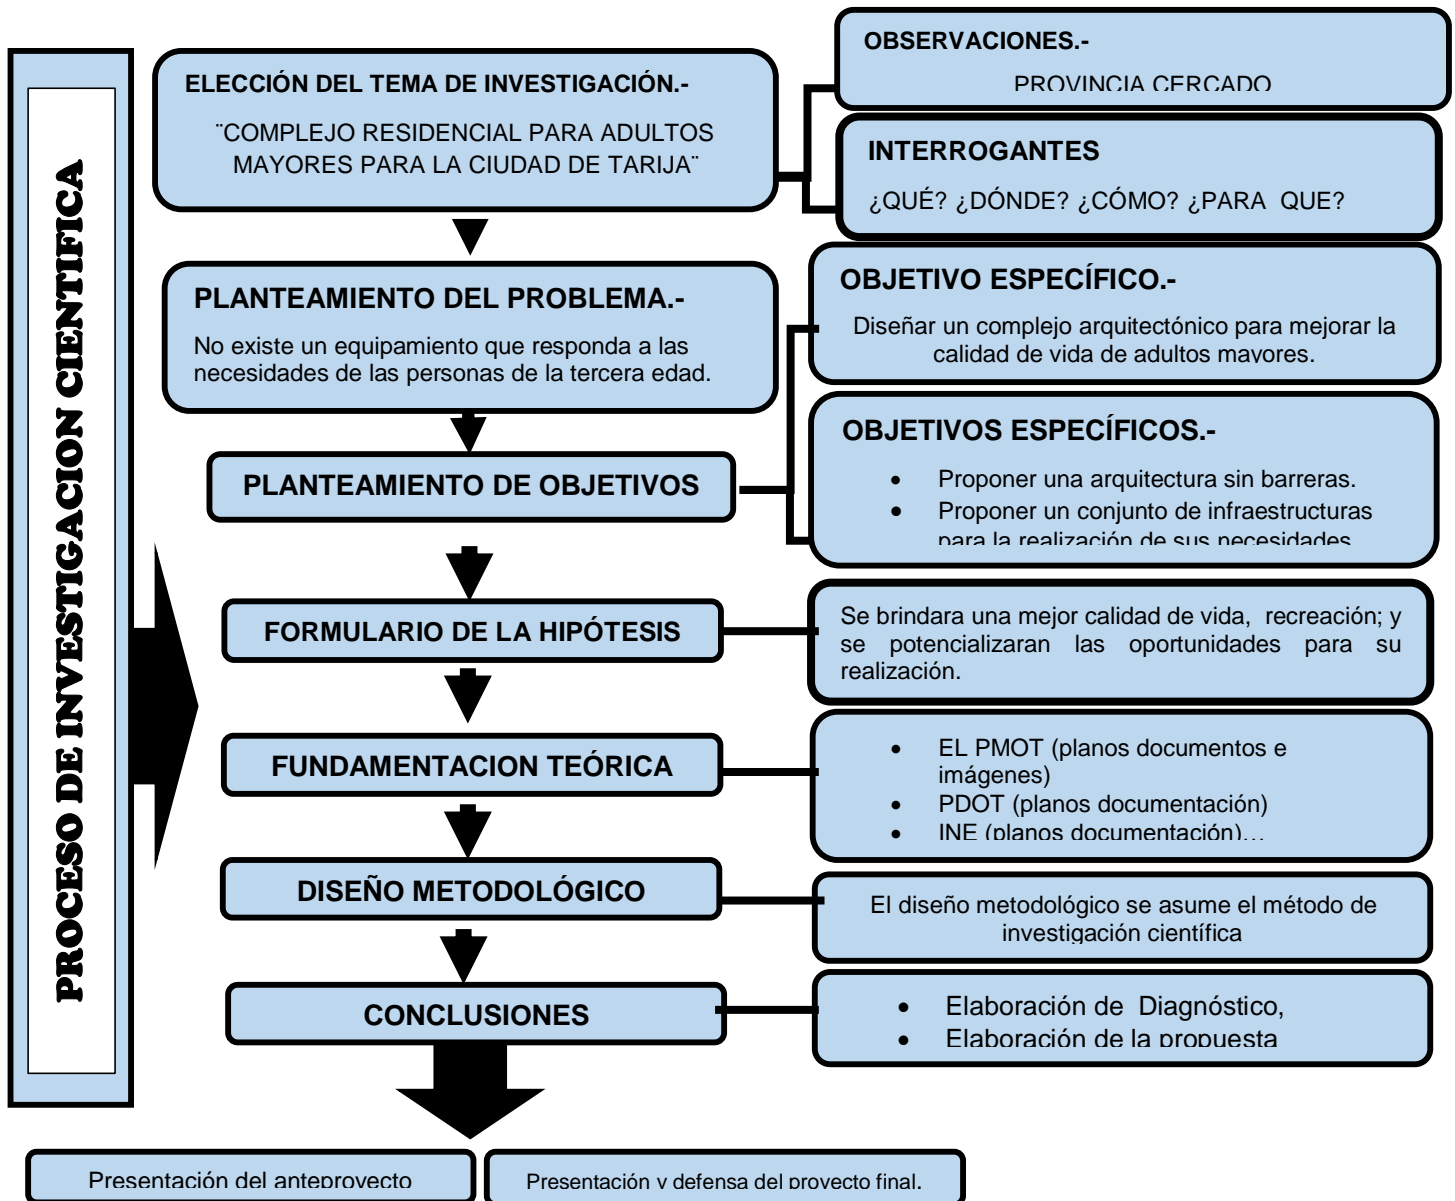 PROCESO DE INVESTIGACION CIENTIFICA
ELECCIÓN DEL TEMA DE INVESTIGACIÓN.-
¨COMPLEJO RESIDENCIAL PARA ADULTOS
MAYORES PARA LA CIUDAD DE TARIJA¨
OBSERVACIONES.-
PROVINCIA CERCADO
INTERROGANTES
¿QUÉ? ¿DÓNDE? ¿CÓMO? ¿PARA QUE?
PLANTEAMIENTO DEL PROBLEMA.-
No existe un equipamiento que responda a las
necesidades de las personas de la tercera edad.
PLANTEAMIENTO DE OBJETIVOS
OBJETIVO ESPECÍFICO.-
Diseñar un complejo arquitectónico para mejorar la
calidad de vida de adultos mayores.
OBJETIVOS ESPECÍFICOS.-
• Proponer una arquitectura sin barreras.
• Proponer un conjunto de infraestructuras
para la realización de sus necesidades
FORMULARIO DE LA HIPÓTESIS
Se brindara una mejor calidad de vida, recreación; y
se potencializaran las oportunidades para su
realización.
FUNDAMENTACION TEÓRICA
• EL PMOT (planos documentos e
imágenes)
• PDOT (planos documentación)
• INE (planos documentación)…
DISEÑO METODOLÓGICO
El diseño metodológico se asume el método de
investigación científica
CONCLUSIONES
• Elaboración de Diagnóstico,
• Elaboración de la propuesta
Presentación del anteproyecto
Presentación y defensa del proyecto final.